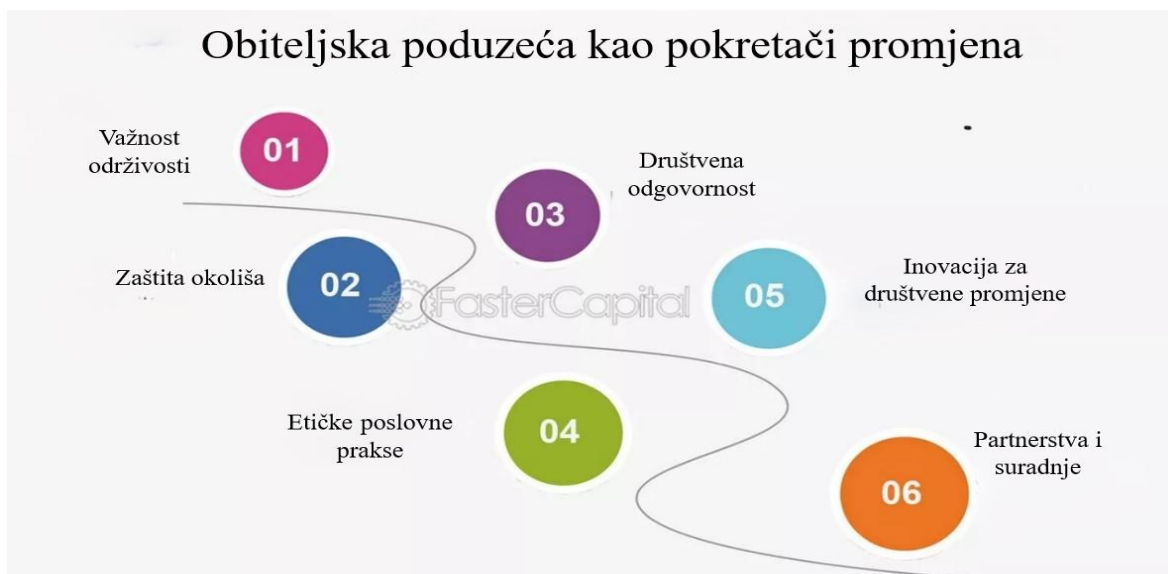 Obiteljska poduzeća kao pokretači promjena
Važnost
održivosti
01
Zaštita okoliša
02
Društvena
odgovornost
03
Etičke poslovne
prakse
04
Inovacija za
društvene promjene
05
Partnerstva i
suradnje
06
FasterCapital